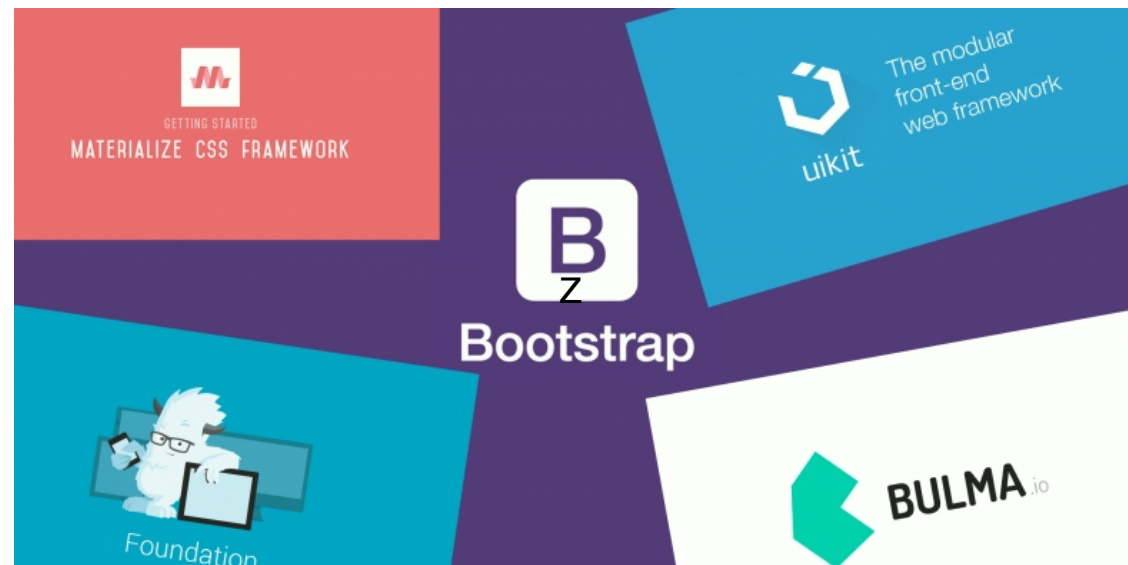 GETTING STARTED
MATERIALIZE CSS FRAMEWORK
The modular
front-end
web framework
uikit
B
Z
Bootstrap
Foundation
BULMA.io